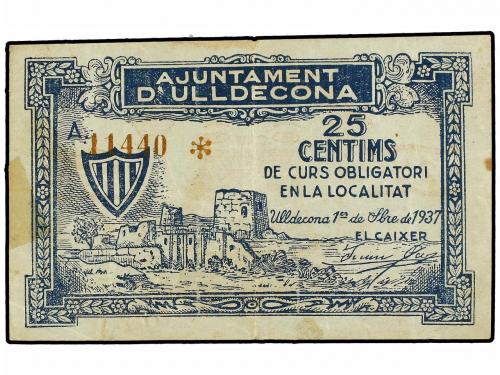 AJUNTAMENT
D'ULLDECONA
A 11440 *
25
CENTIMS
DE CURS OBLIGATORI
EN LA LOCALITAT
Ulldecona 1er de Sbre de 1937
EL CAIXER